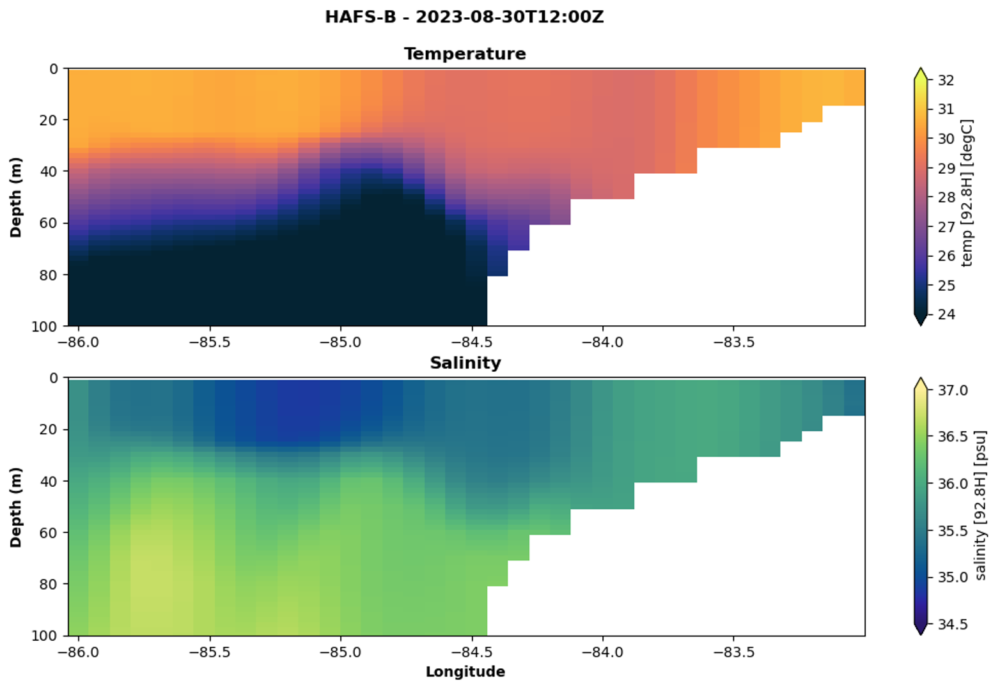 HAFS-B - 2023-08-30T12:00Z
Temperature
0
20
40
60
80
100
Depth (m)
−86.0 −85.5 −85.0 −84.5 −84.0 −83.5
32
31
30
29
28
27
26
25
24
temp [92.8H] [degC]
Salinity
0
20
40
60
80
100
Depth (m)
−86.0 −85.5 −85.0 −84.5 −84.0 −83.5
Longitude
37.0
36.5
36.0
35.5
35.0
34.5
salinity [92.8H] [psu]